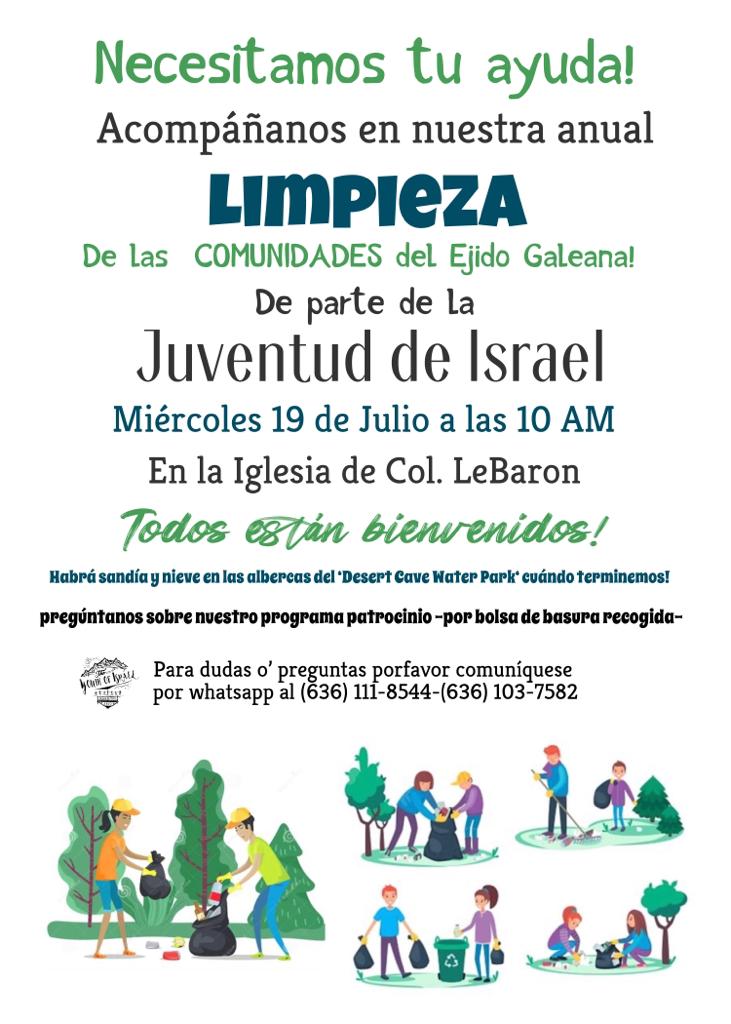 Necesitamos tu ayuda!
Acompáñanos en nuestra anual
LIMPIEZA
De las COMUNIDADES del Ejido Galeana!
De parte de la
Juventud de Israel
Miércoles 19 de Julio a las 10 AM
En la Iglesia de Col. LeBaron
Todos están bienvenidos!
Habrá sandía y nieve en las albercas del 'Desert Cave Water Park' cuándo terminemos!
pregúntanos sobre nuestro programa patrocinio -por bolsa de basura recogida-
Youth of Israel
Para dudas o' preguntas porfavor comuníquese
por whatsapp al (636) 111-8544-(636) 103-7582